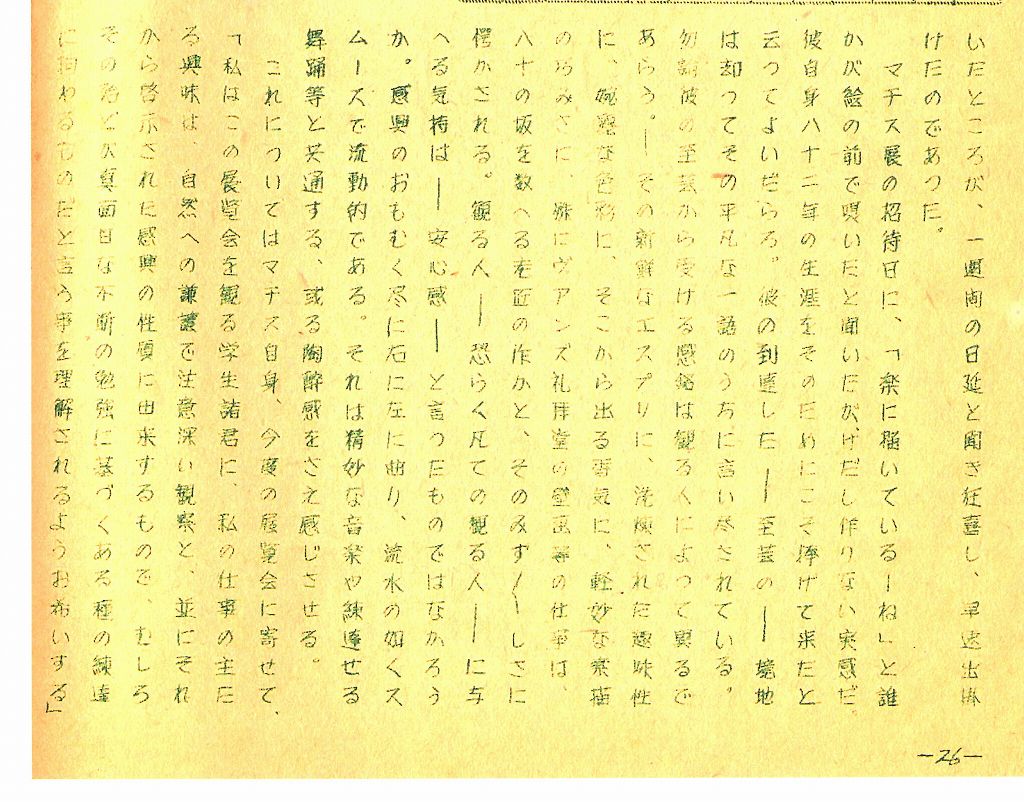 いたところが、一週間の日延と聞き狂喜し、早速出掛
けたのであつた。
マチス展の招待日に、「楽に描いている―ね」と誰
かが絵の前で唄いたと聞いたが、けだし作りない実感だ。
彼自身八十二年の生涯をそのためにこそ捧げて来たと
云つてよいだらろ。彼の到達した―至芸の―境地
は却つてその平凡な一語のうちに言い尽されている。
勿論彼の至芸から受ける感銘は観る人によつて異るで
あらう。―その新鮮なエスプリに、洗煉された趣味性
に、婉麗な色彩に、そこから出る雰気に、軽妙な素描
のうみさに、殊にヴアンズ礼拝堂の壁画等の仕事は、
八十の坂を数へる老匠の作かと、そのみず〳〵しさに
愕かされる。観る人―恐らく凡ての観る人―に与
へる気持は―安心感―と言つたものではなかろう
か。感興のおもむく尽に右に左に曲り、流水の如くス
ムースで流動的である。それは精妙な音楽や練達せる
舞踊等と共通する、或る陶酔感をさえ感じさせる。
これについてはマチス自身、今度の展覧会に寄せて、
「私はこの展覧会を観る学生諸君に、私の仕事の主た
る興味は、自然への謙譲で注意深い観察と、並にそれ
から啓示された感興の性質に由来するもので、むしろ
その殆どが真面目な不断の勉強に基づくある種の練達
に拘わるものだと言う事を理解されるようお希いする」
―26―